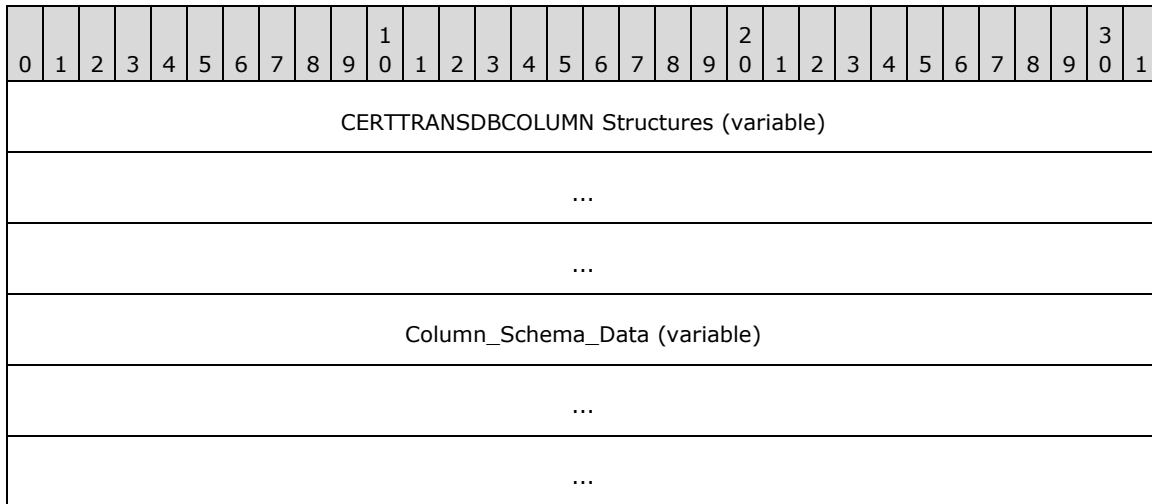 1 2 3
0 1 2 3 4 5 6 7 8 9 0 1 2 3 4 5 6 7 8 9 0 1 2 3 4 5 6 7 8 9 0 1
CERTTRANSDBCOLUMN Structures (variable)
...
...
Column_Schema_Data (variable)
...
...